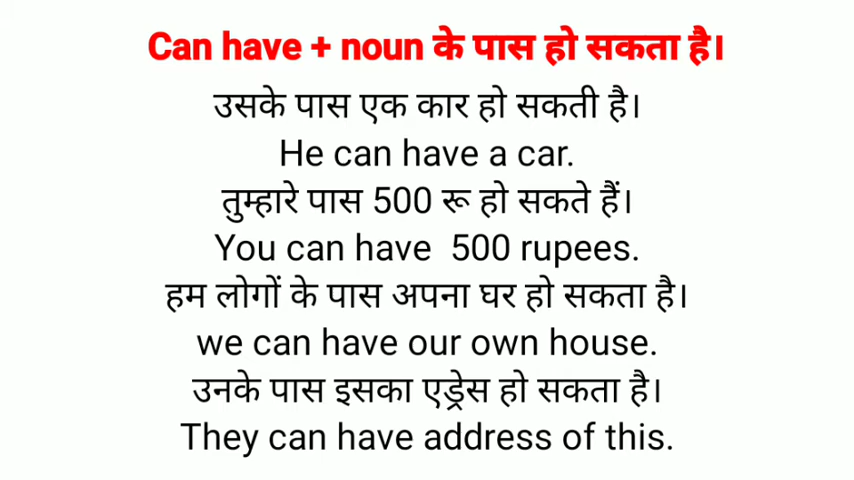 Can have + noun के पास हो सकता है।
उसके पास एक कार हो सकती है।
He can have a car.
तुम्हारे पास 500 रू हो सकते हैं।
You can have 500 rupees.
हम लोगों के पास अपना घर हो सकता है।
we can have our own house.
उनके पास इसका एड्रेस हो सकता है।
They can have address of this.